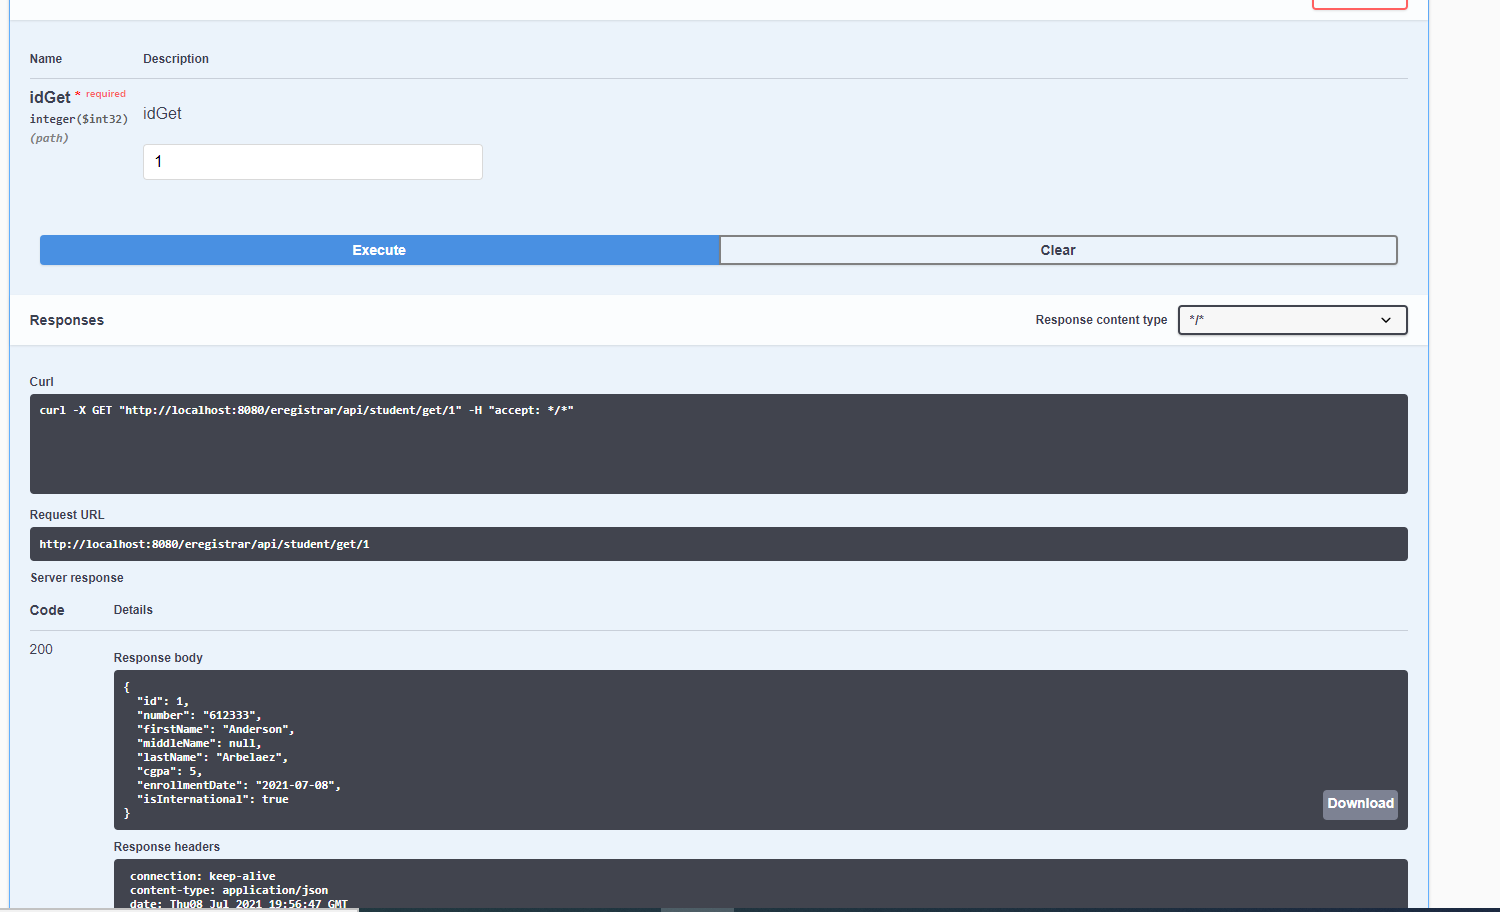 Name Description
idGet * required
integer($int32)
(path)
idGet
1
Execute Clear
Responses Response content type */*
Curl
curl -X GET "http://localhost:8080/eregistrar/api/student/get/1" -H "accept: */*"
Request URL
http://localhost:8080/eregistrar/api/student/get/1
Server response
Code Details
200
Response body
{
"id": 1,
"number": "612333",
"firstName": "Anderson",
"middleName": null,
"lastName": "Arbelaez",
"cgpa": 5,
"enrollmentDate": "2021-07-08",
"isInternational": true
}
Download
Response headers
connection: keep-alive
content-type: application/json
date: Thu08 Jul 2021 19:56:47 GMT